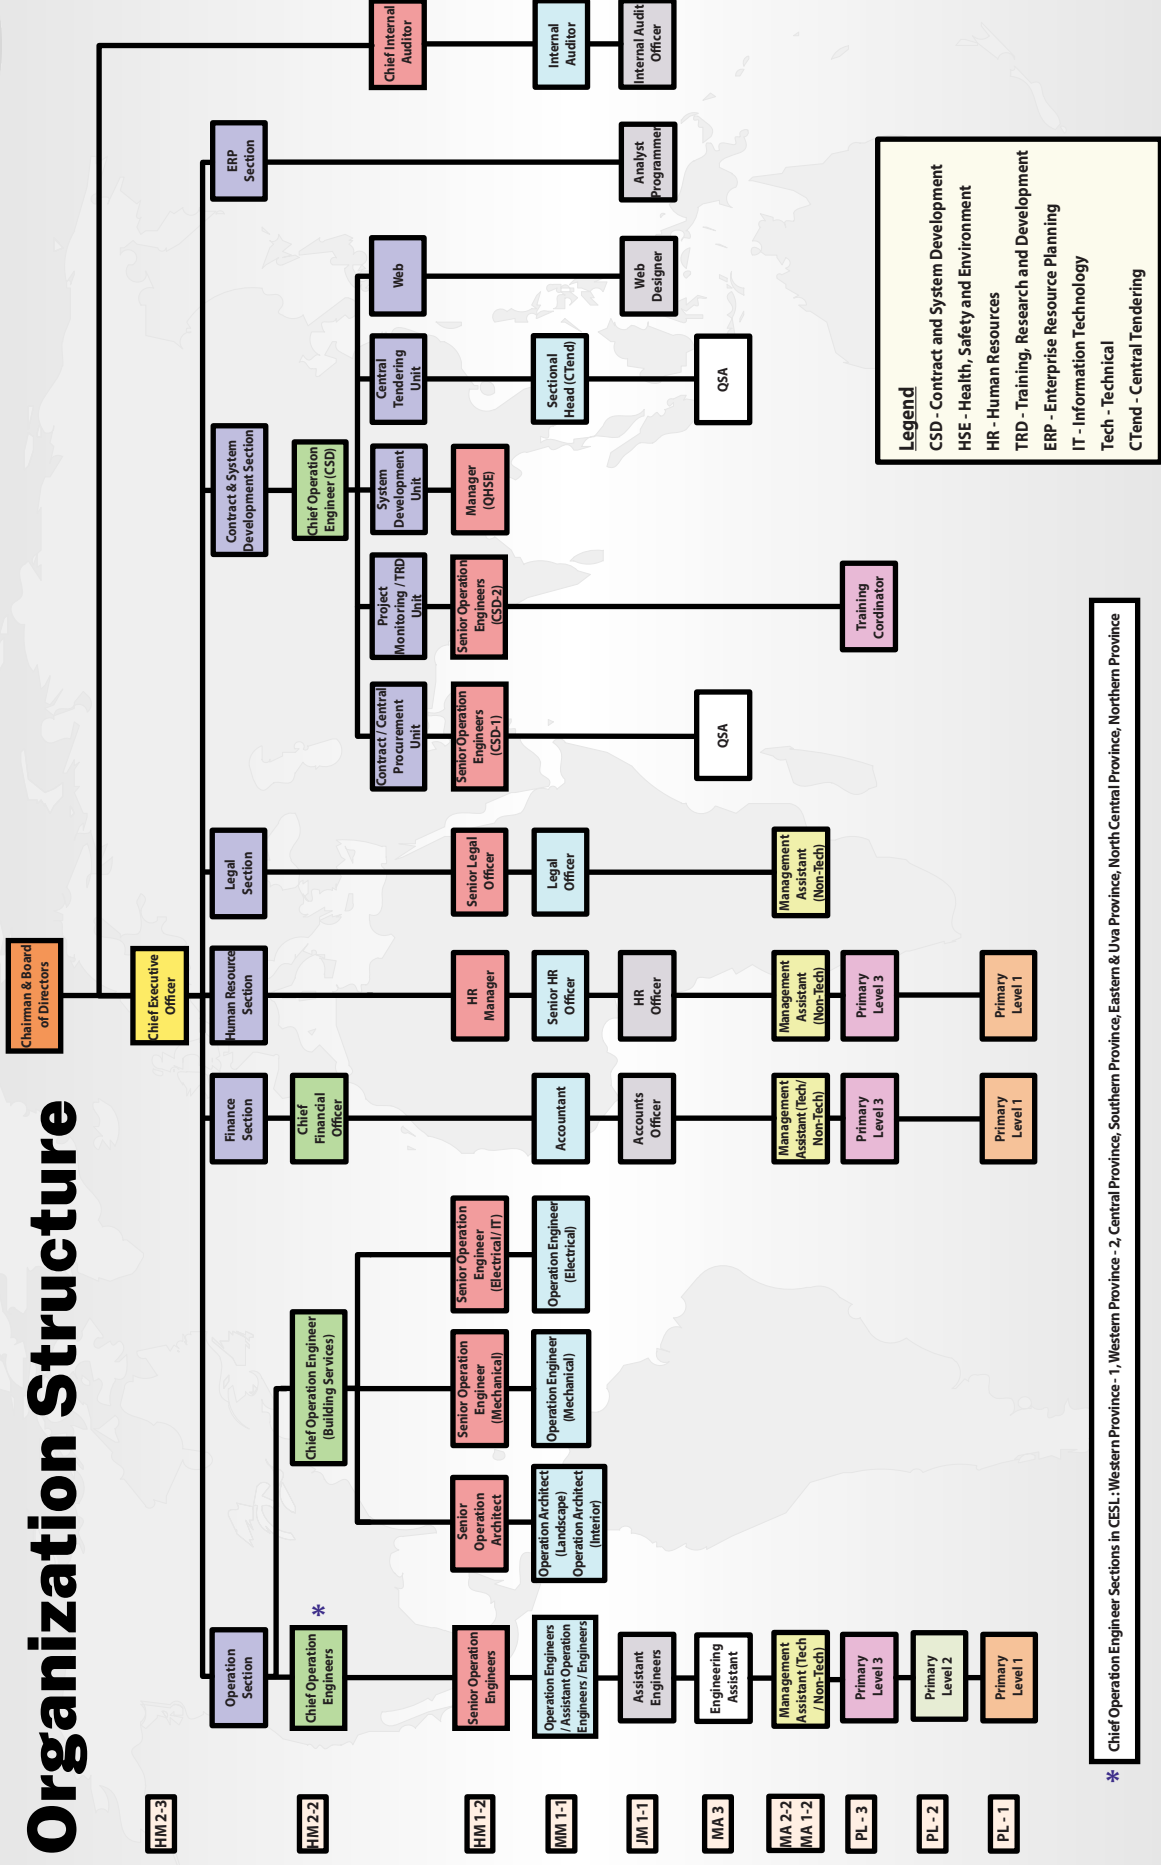 Organization Structure
Chairman & Board
of Directors
HM 2-3
Chief Executive
Officer
Operation
Section
Finance
Section
Human Resource
Section
Legal
Section
Contract & System
Development Section
ERP
Section
HM 2-2
Chief Operation
Engineers
*
Chief Operation Engineer
(Building Services)
Chief
Financial
Officer
Chief Operation
Engineer (CSD)
Contract / Central
Procurement
Unit
Project
Monitoring / TRD
Unit
System
Development
Unit
Central
Tendering
Unit
Web
Chief Internal
Auditor
HM 1-2
Senior Operation
Engineers
Senior
Operation
Architect
Senior Operation
Engineer
(Mechanical)
Senior Operation
Engineer
(Electrical/ IT)
HR
Manager
Senior Legal
Officer
Senior Operation
Engineers
(CSD-1)
Senior Operation
Engineers
(CSD-2)
Manager
(QHSE)
MM 1-1
Operation Engineers
/ Assistant Operation
Engineers / Engineers
Operation Architect
(Landscape)
Operation Architect
(Interior)
Operation Engineer
(Mechanical)
Operation Engineer
(Electrical)
Accountant
Senior HR
Officer
Legal
Officer
Sectional
Head (CTend)
Internal
Auditor
JM 1-1
Assistant
Engineers
Accounts
Officer
HR
Officer
Web
Designer
Analyst
Programmer
Internal Audit
Officer
MA 3
Engineering
Assistant
QSA
QSA
MA 2-2
MA 1-2
Management
Assistant (Tech
/ Non-Tech)
Management
Assistant (Tech/
Non-Tech)
Management
Assistant
(Non-Tech)
Management
Assistant
(Non-Tech)
PL - 3
Primary
Level 3
Primary
Level 3
Primary
Level 3
Training
Cordinator
PL - 2
Primary
Level 2
PL - 1
Primary
Level 1
Primary
Level 1
Primary
Level 1
Legend
CSD - Contract and System Development
HSE - Health, Safety and Environment
HR - Human Resources
TRD - Training, Research and Development
ERP - Enterprise Resource Planning
IT - Information Technology
Tech - Technical
CTend - Central Tendering
* Chief Operation Engineer Sections in CESL : Western Province - 1, Western Province - 2, Central Province, Southern Province, Eastern & Uva Province, North Central Province, Northern Province